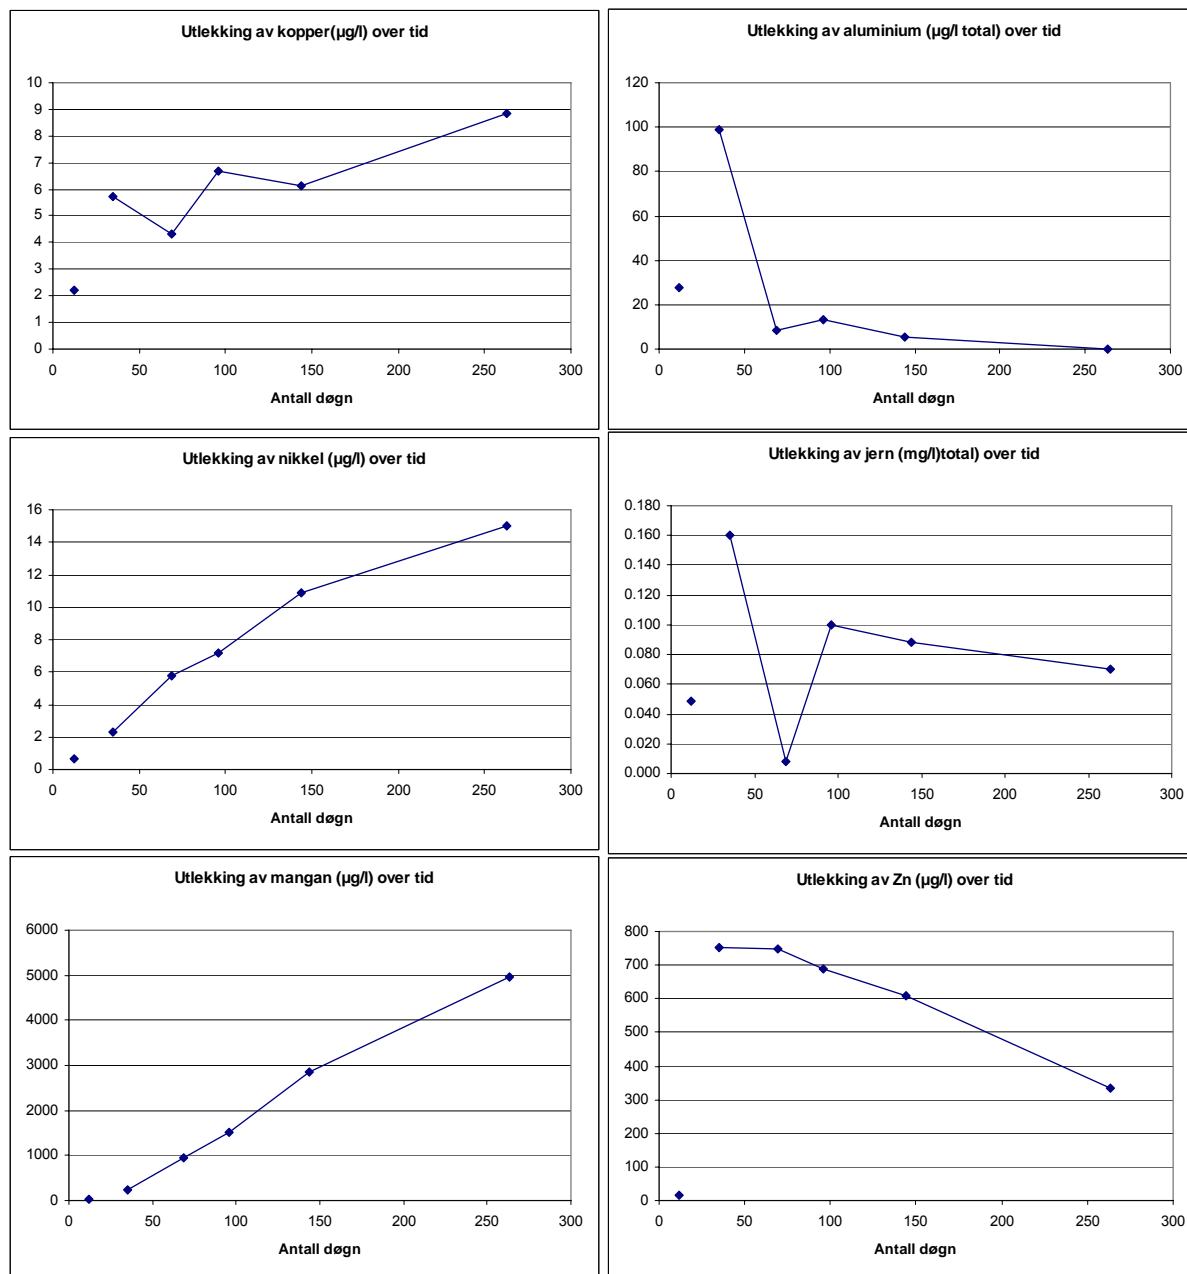 Utlekking av kopper(µg/l) over tid
10
9
8
7
6
5
4
3
2
1
0
0 50 100 150 200 250 300
Antall døgn
Utlekking av aluminium (µg/l total) over tid
120
100
80
60
40
20
0
0 50 100 150 200 250 300
Antall døgn
Utlekking av nikkel (µg/l) over tid
16
14
12
10
8
6
4
2
0
0 50 100 150 200 250 300
Antall døgn
Utlekking av jern (mg/l)total) over tid
0.180
0.160
0.140
0.120
0.100
0.080
0.060
0.040
0.020
0.000
0 50 100 150 200 250 300
Antall døgn
Utlekking av mangan (µg/l) over tid
6000
5000
4000
3000
2000
1000
0
0 50 100 150 200 250 300
Antall døgn
Utlekking av Zn (µg/l) over tid
800
700
600
500
400
300
200
100
0
0 50 100 150 200 250 300
Antall døgn